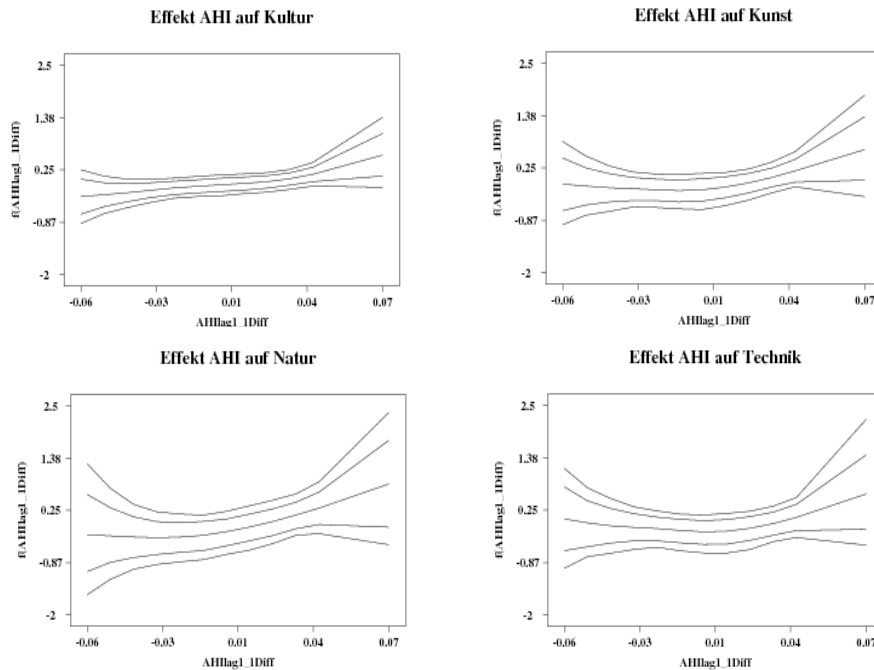 Effekt AHI auf Kultur
f(AHIlag1_1Diff)
2.5
1.38
0.25
-0.87
-2
-0.06 -0.03 0.01 0.04 0.07
AHIlag1_1Diff
Effekt AHI auf Kunst
f(AHIlag1_1Diff)
2.5
1.38
0.25
-0.87
-2
-0.06 -0.03 0.01 0.04 0.07
AHIlag1_1Diff
Effekt AHI auf Natur
f(AHIlag1_1Diff)
2.5
1.38
0.25
-0.87
-2
-0.06 -0.03 0.01 0.04 0.07
AHIlag1_1Diff
Effekt AHI auf Technik
f(AHIlag1_1Diff)
2.5
1.38
0.25
-0.87
-2
-0.06 -0.03 0.01 0.04 0.07
AHIlag1_1Diff